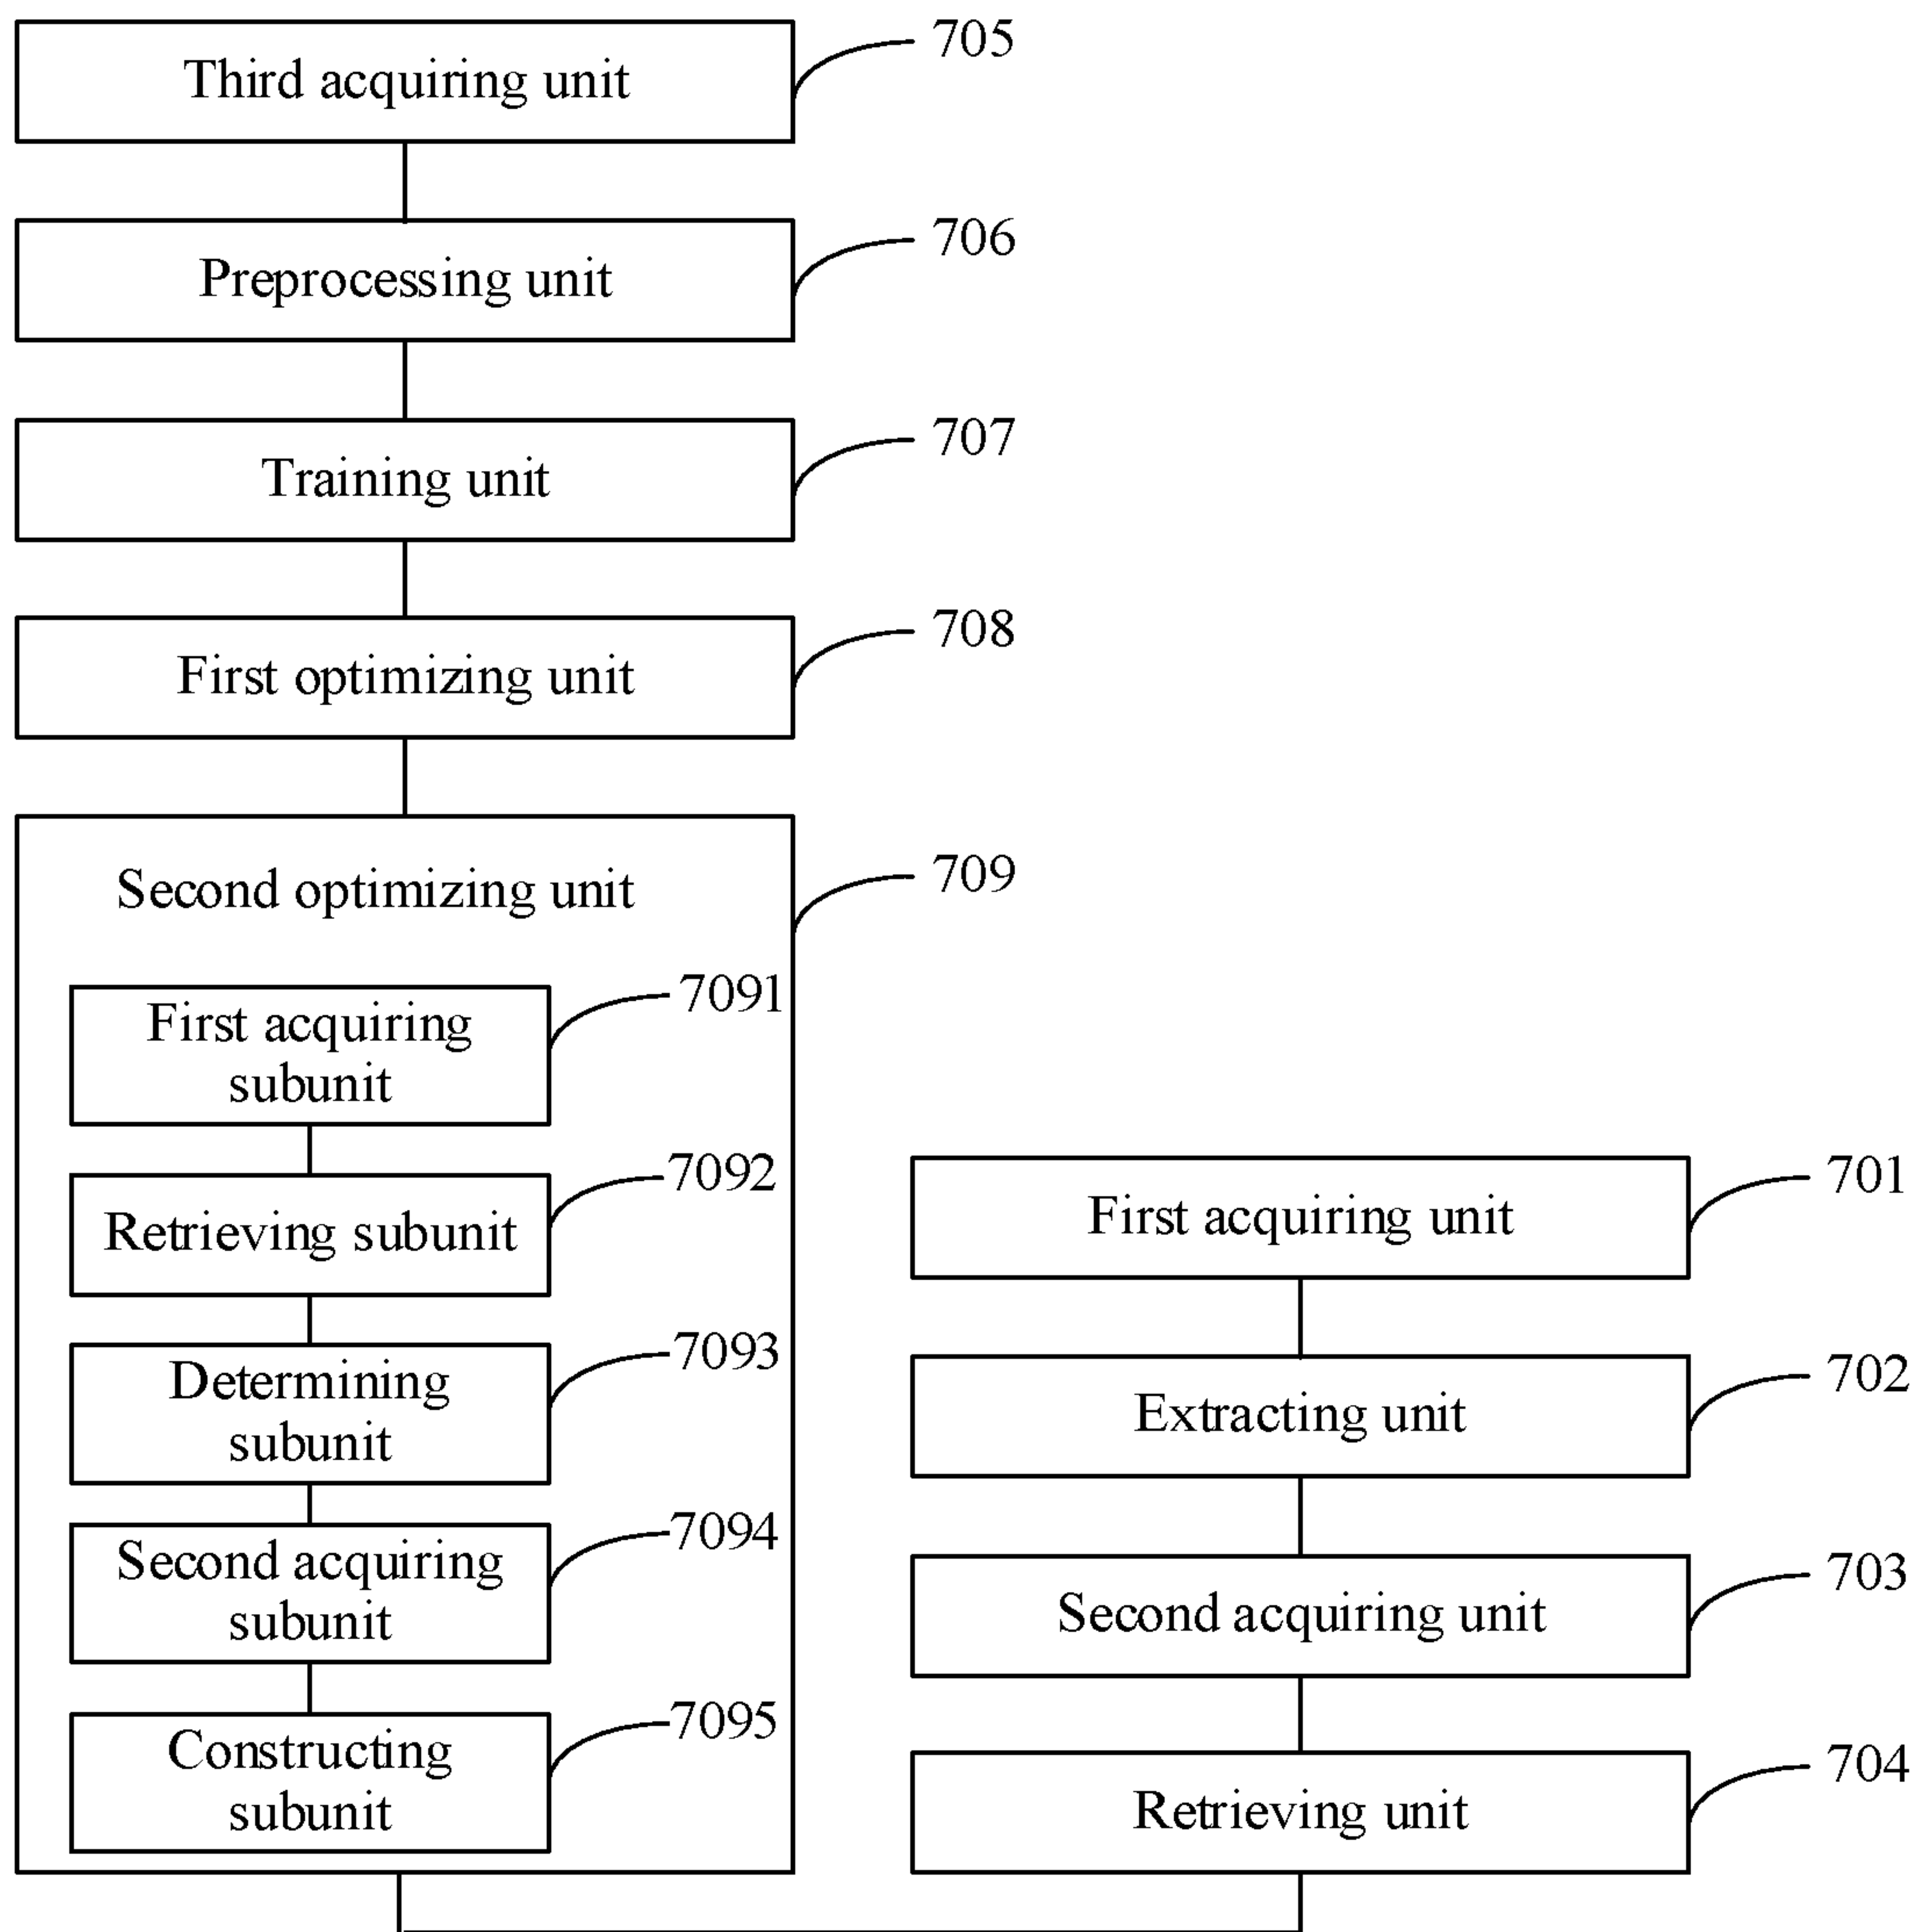 Third acquiring unit
705
Preprocessing unit
706
Training unit
707
First optimizing unit
708
Second optimizing unit
709
First acquiring
subunit
7091
Retrieving subunit
7092
Determining
subunit
7093
Second acquiring
subunit
7094
Constructing
subunit
7095
First acquiring unit
701
Extracting unit
702
Second acquiring unit
703
Retrieving unit
704